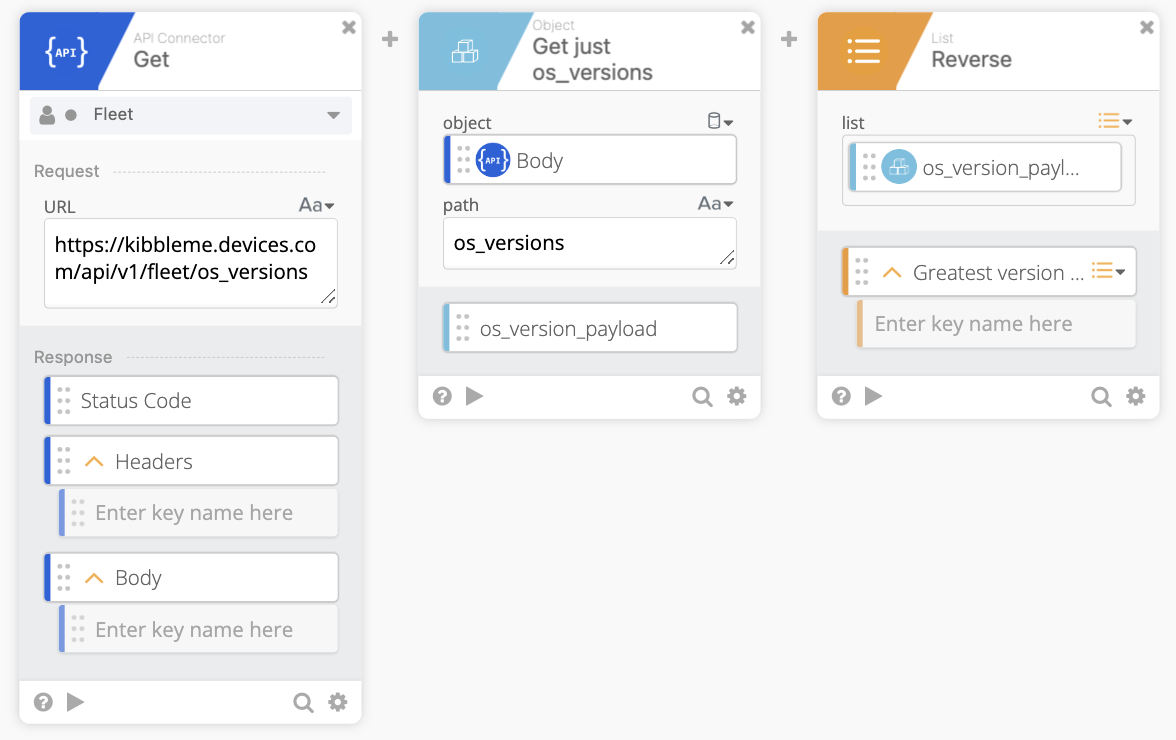 API Connector
Get
Fleet
Request
URL
Aa
https://kibbleme.devices.co
m/api/v1/fleet/os_versions
Response
Status Code
Headers
Enter key name here
Body
Enter key name here
Object
Get just
os_versions
object
{API} Body
path
Aa
os_versions
os_version_payload
List
Reverse
list
os_version_payl...
Greatest version ...
Enter key name here
{API}